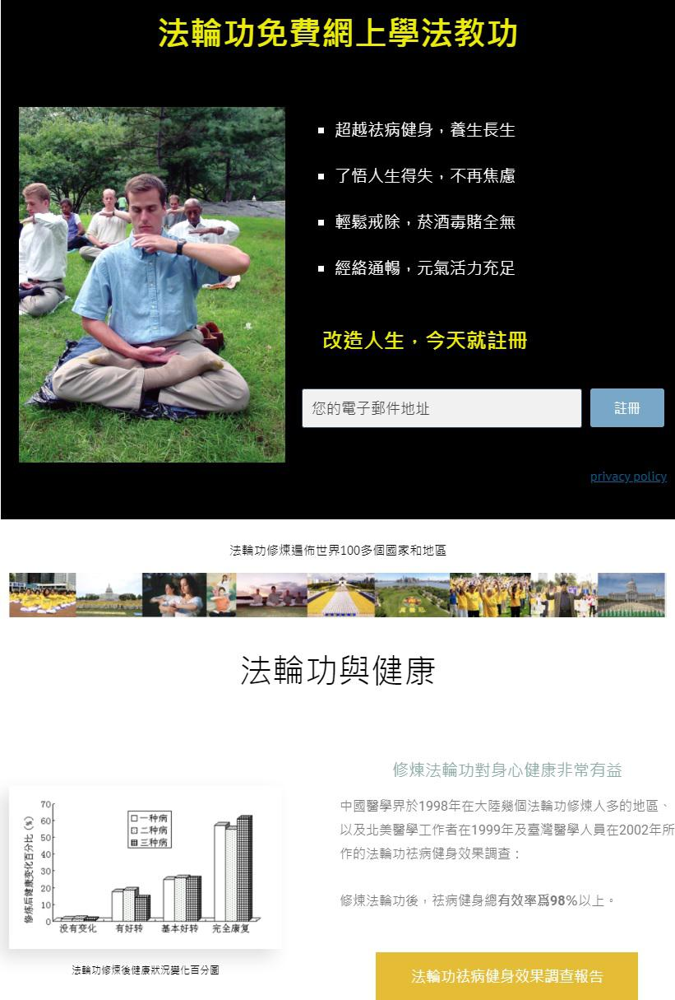 法輪功免費網上學法教功
超越祛病健身，養生長生
了悟人生得失，不再焦慮
輕鬆戒除，菸酒毒賭全無
經絡通暢，元氣活力充足
改造人生，今天就註冊
您的電子郵件地址
註冊
privacy policy
法輪功修煉遍佈世界100多個國家和地區
法輪功與健康
修煉法輪功對身心健康非常有益
中國醫學界於1998年在大陸幾個法輪功修煉人多的地區、
以及北美醫學工作者在1999年及臺灣醫學人員在2002年所
作的法輪功祛病健身效果調查：
修煉法輪功後，祛病健身總有效率爲98%以上。
修炼后健康变化百分比（%）
70
60
50
40
30
20
10
0
一种病
二种病
三种病
没有变化
有好转
基本好转
完全康复
法輪功修煉後健康狀況變化百分圖
法輪功祛病健身效果調查報告